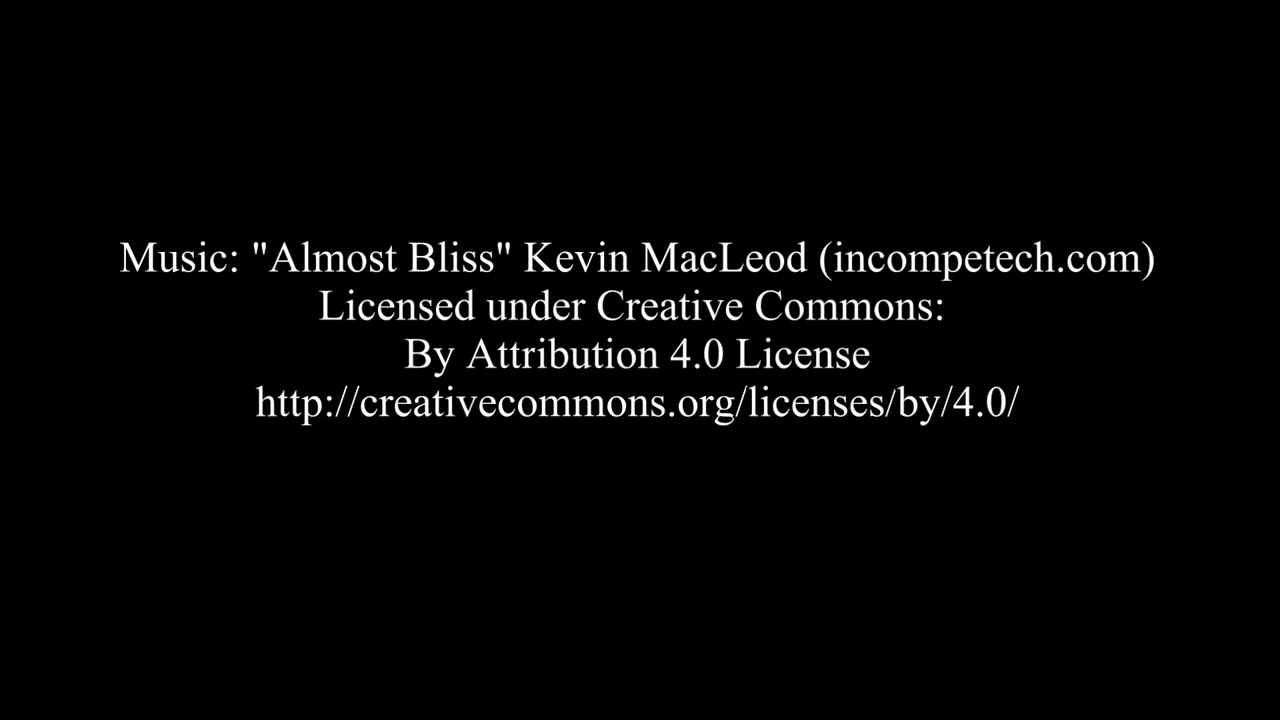 Music: "Almost Bliss" Kevin MacLeod (incompetech.com)
Licensed under Creative Commons:
By Attribution 4.0 License
http://creativecommons.org/licenses/by/4.0/